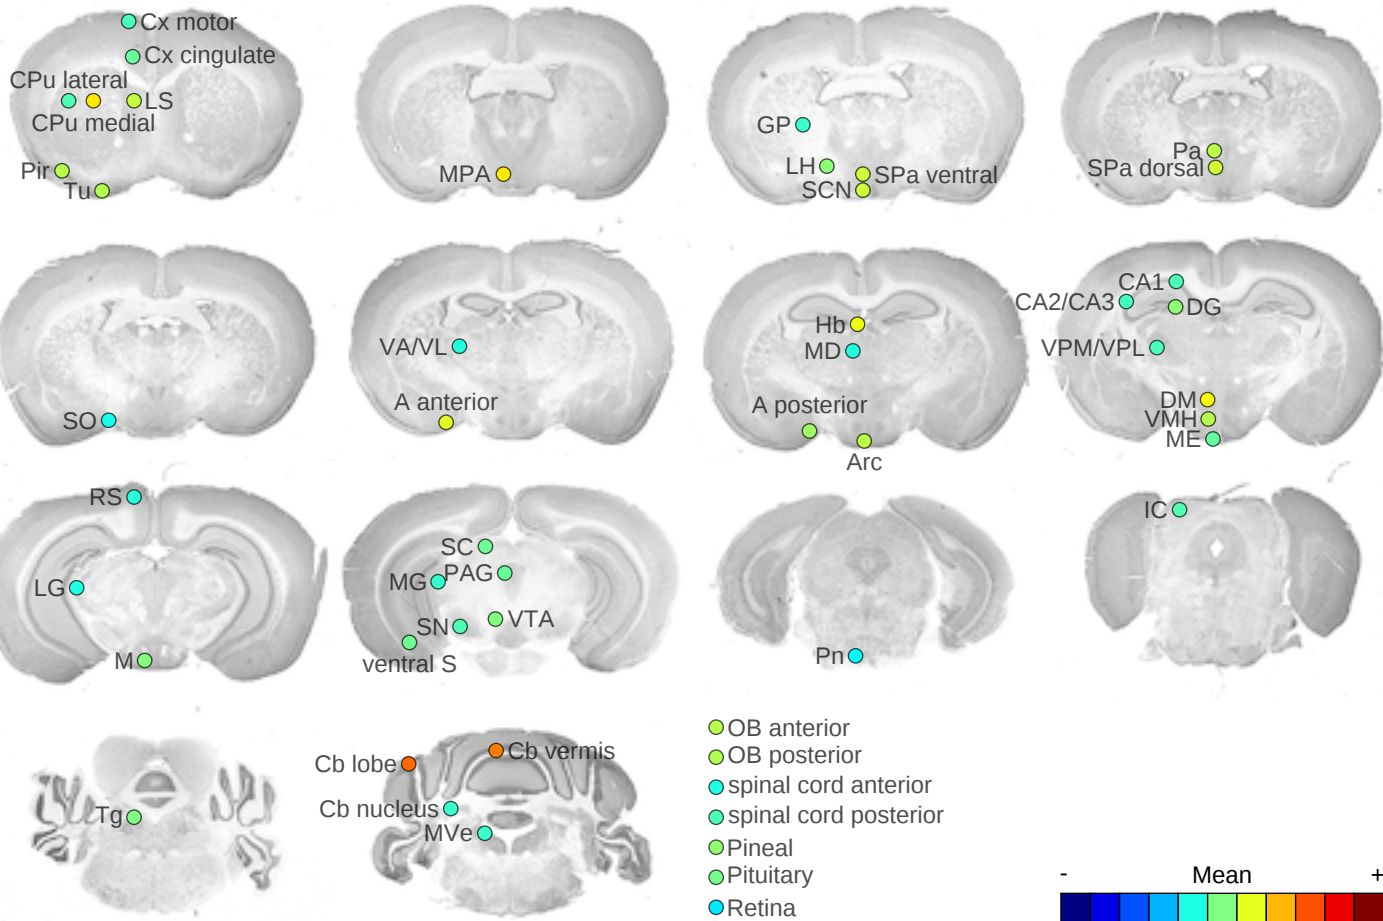 Cx motor
Cx cingulate
CPu lateral
LS
CPu medial
Pir
Tu
MPA
GP
LH
SPa ventral
SCN
Pa
SPa dorsal
SO
VA/VL
A anterior
Hb
MD
A posterior
Arc
CA1
CA2/CA3
DG
VPM/VPL
DM
VMH
ME
RS
LG
M
SC
PAG
MG
VTA
SN
ventral S
Pn
IC
Tg
Cb lobe
Cb vermis
Cb nucleus
MVe
OB anterior
OB posterior
spinal cord anterior
spinal cord posterior
Pineal
Pituitary
Retina
- Mean +